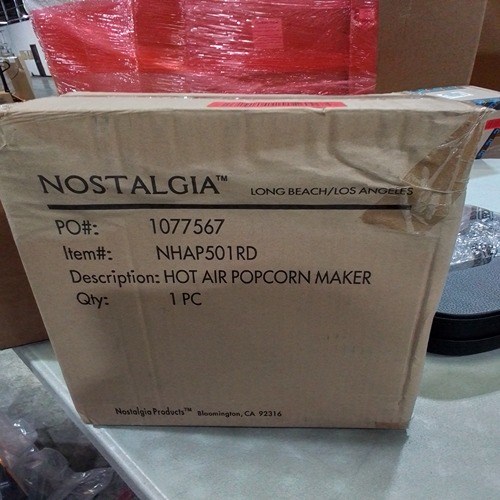 NOSTALGIA™ LONG BEACH/LOS ANGELES
PO#: 1077567
Item#: NHAP501RD
Description: HOT AIR POPCORN MAKER
Qty: 1 PC
Nostalgia Products™ Bloomington, CA 92316